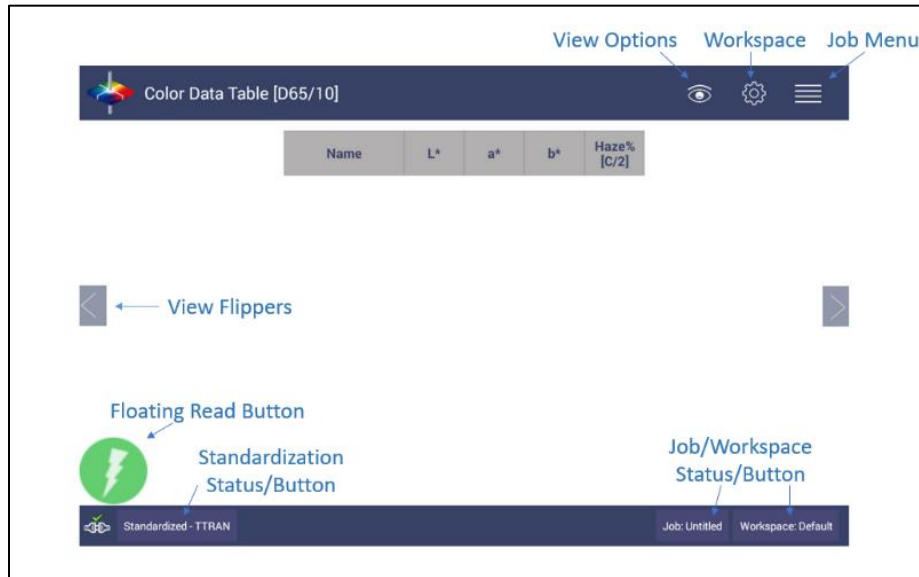 View Options Workspace Job Menu
Color Data Table [D65/10]
Name L* a* b* Haze%
[C/2]
View Flippers
Floating Read Button
Standardization
Status/Button
Job/Workspace
Status/Button
Standardized - TTRAN Job: Untitled Workspace: Default